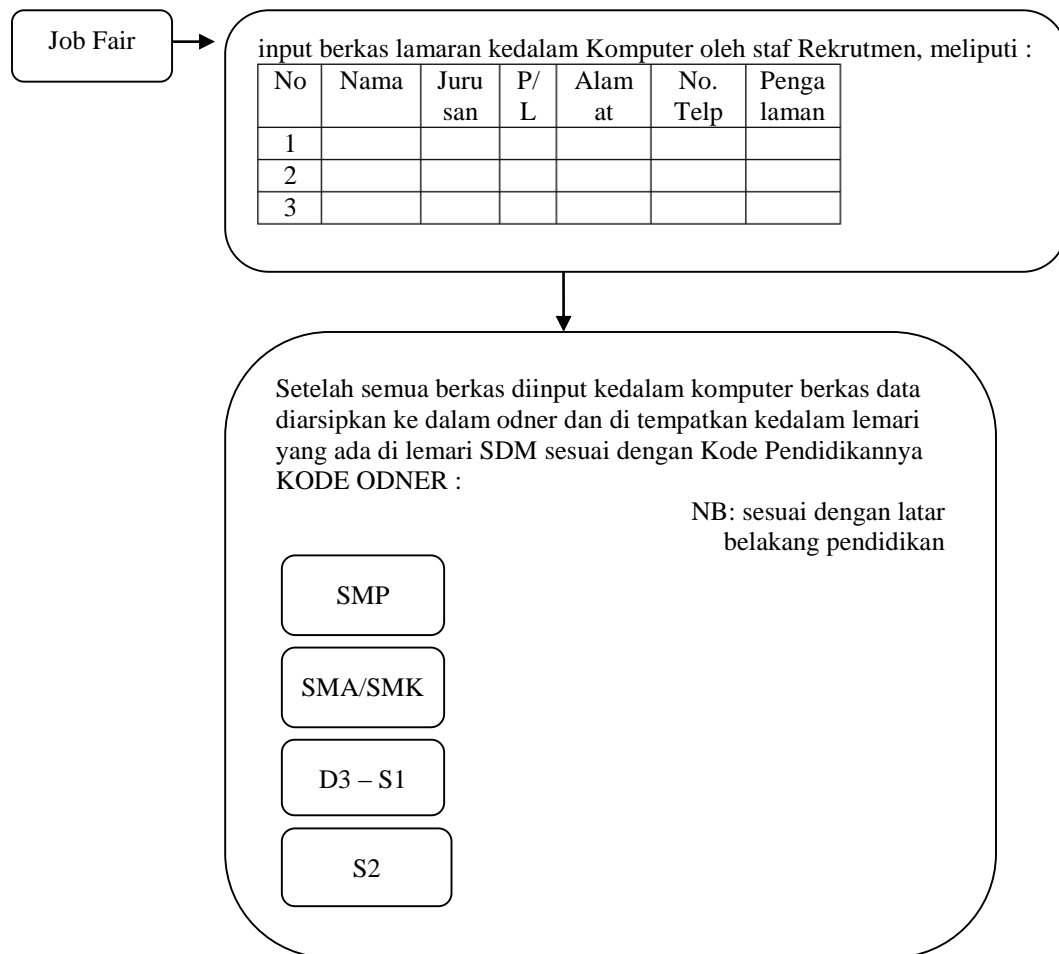 Job Fair
input berkas lamaran kedalam Komputer oleh staf Rekrutmen, meliputi :
No Nama Juru P/ Alam No. Penga
san L at Telp laman
1
2
3
Setelah semua berkas diinput kedalam komputer berkas data
diarsipkan ke dalam odner dan di tempatkan kedalam lemari
yang ada di lemari SDM sesuai dengan Kode Pendidikannya
KODE ODNER :
NB: sesuai dengan latar
belakang pendidikan
SMP
SMA/SMK
D3 – S1
S2